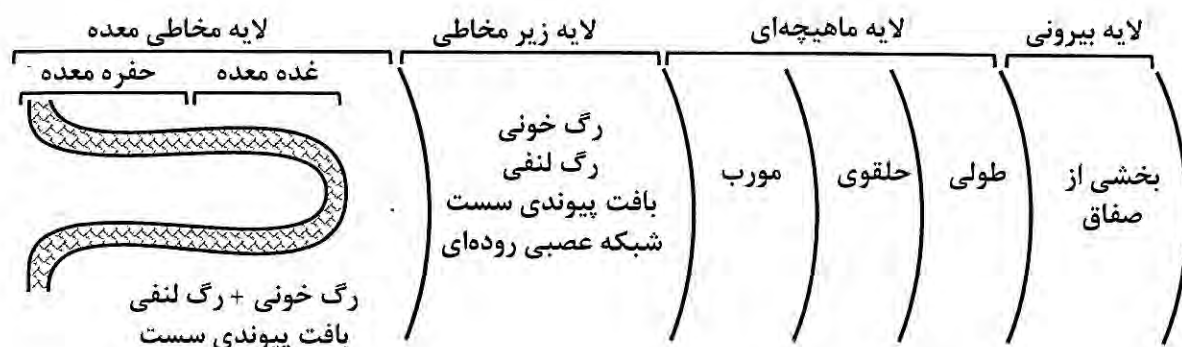 لایه بیرونی
لایه ماهیچه‌ای
لایه زیر مخاطی
لایه مخاطی معده
غده معده
حفره معده
بخشی از
صفاق
طولی
حلقوی
مورب
رگ خونی
رگ لنفی
بافت پیوندی سست
شبکه عصبی روده‌ای
رگ خونی + رگ لنفی
بافت پیوندی سست